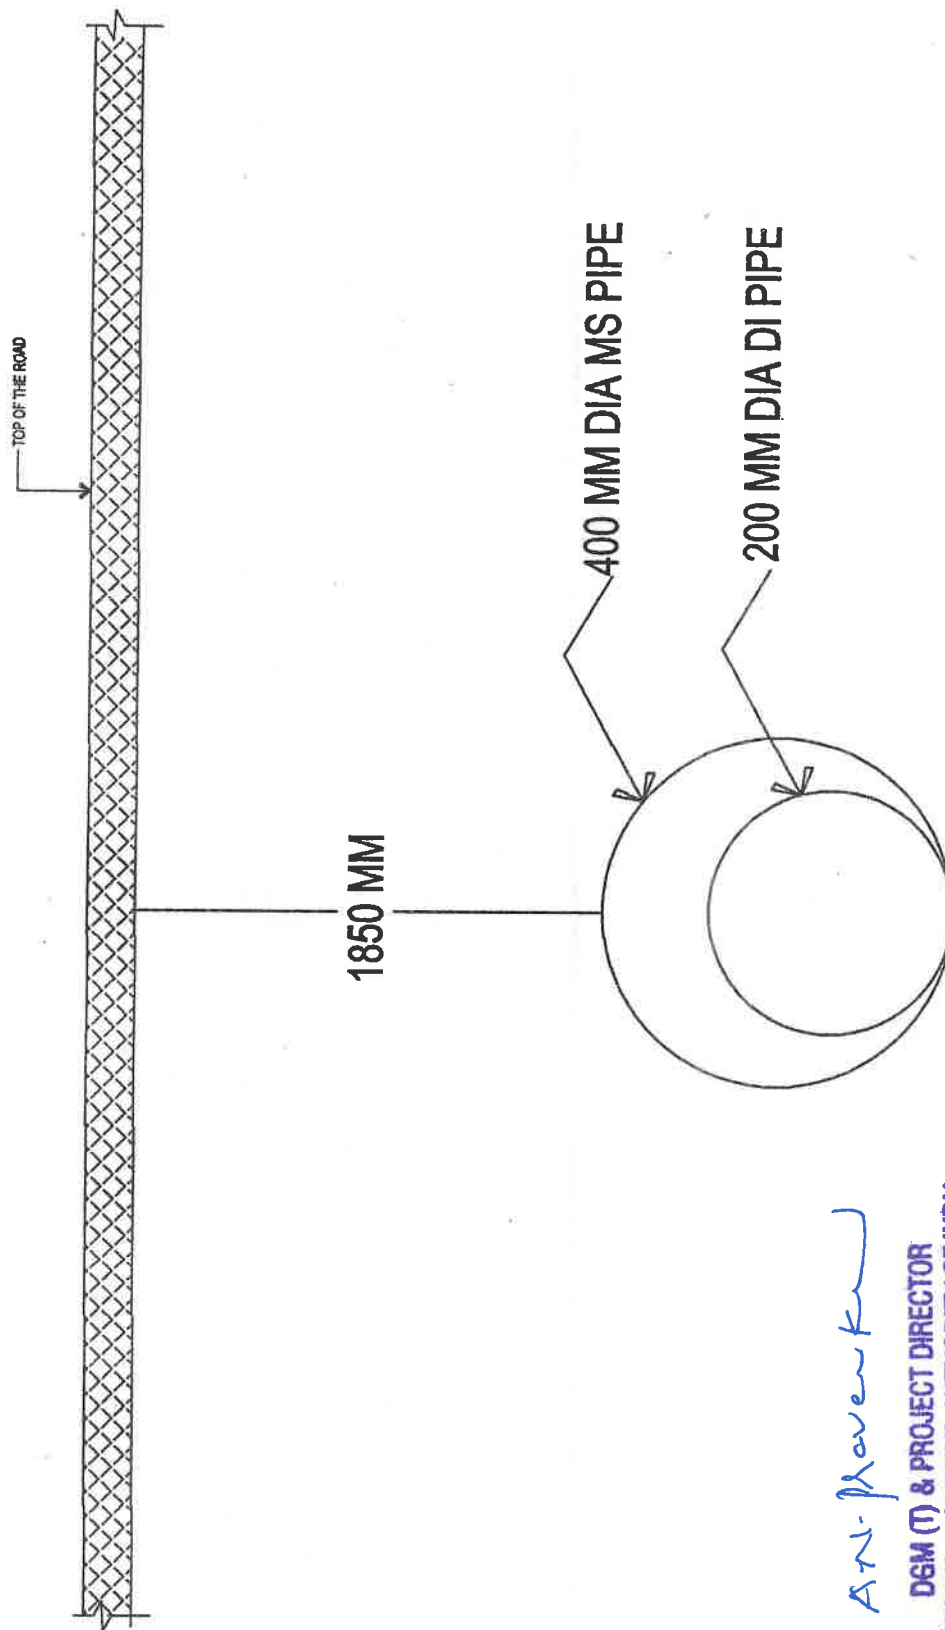 TOP OF THE ROAD
1850 MM
400 MM DIA MS PIPE
200 MM DIA DI PIPE
DGM (T) & PROJECT DIRECTOR